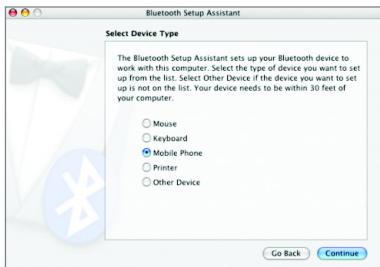 Bluetooth Setup Assistant
Select Device Type
The Bluetooth Setup Assistant sets up your Bluetooth device to
work with this computer. Select the type of device you want to set
up from the list. Select Other Device if the device you want to set
up is not on the list. Your device needs to be within 30 feet of
your computer.
Mouse
Keyboard
Mobile Phone
Printer
Other Device
Go Back
Continue